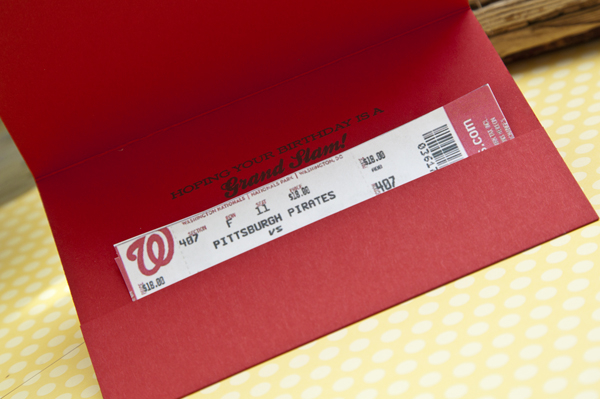 HOPING YOUR BIRTHDAY IS A
Grand Slam!
WASHINGTON NATIONALS | NATIONALS PARK | WASHINGTON, DC
W
407 F 11 $18.00
PITTSBURGH PIRATES
VS
$18.00
$18.00
407
.com